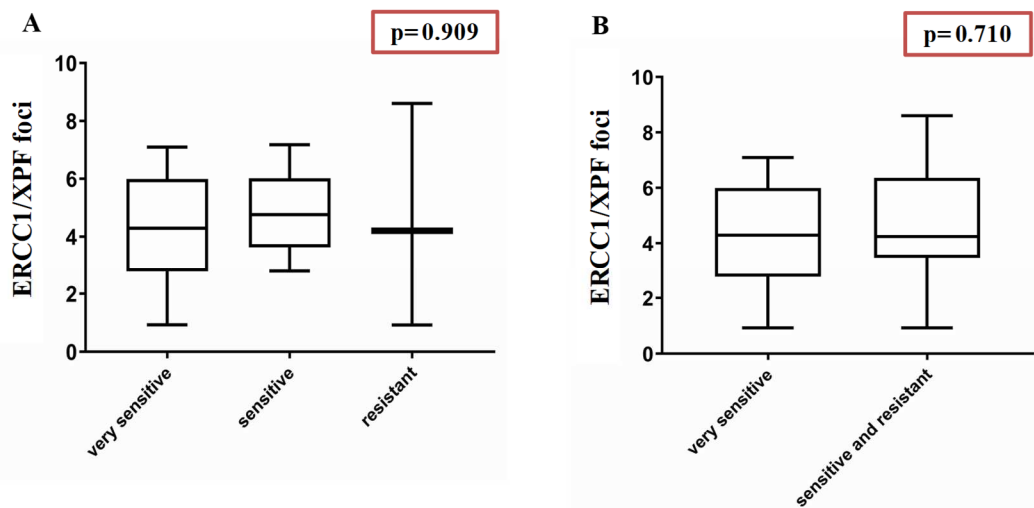 A
p=0.909
ERCC1/XPF foci
10
8
6
4
2
0
very sensitive
sensitive
resistant
B
p=0.710
ERCC1/XPF foci
10
8
6
4
2
0
very sensitive
sensitive and resistant